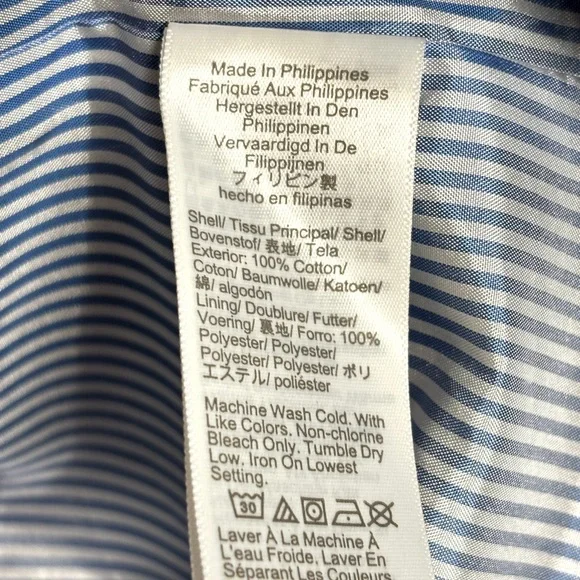 Made In Philippines
Fabriqué Aux Philippines
Hergestellt In Den
Philippinen
Vervaardigd In De
Filippijnen
フィリピン製
hecho en filipinas
Shell/ Tissu Principal/ Shell/
Bovenstof/ 表地/ Tela
Exterior: 100% Cotton/
Coton/ Baumwolle/ Katoen/
綿/ algodón
Lining/ Doublure/ Futter/
Voering/ 裏地/ Forro: 100%
Polyester/ Polyester/
Polyester/ Polyester/ ポリ
エステル/ poliéster
Machine Wash Cold. With
Like Colors. Non-chlorine
Bleach Only. Tumble Dry
Low. Iron On Lowest
Setting.
30
Laver À La Machine À
L'eau Froide. Laver En
Séparant Les Couleurs